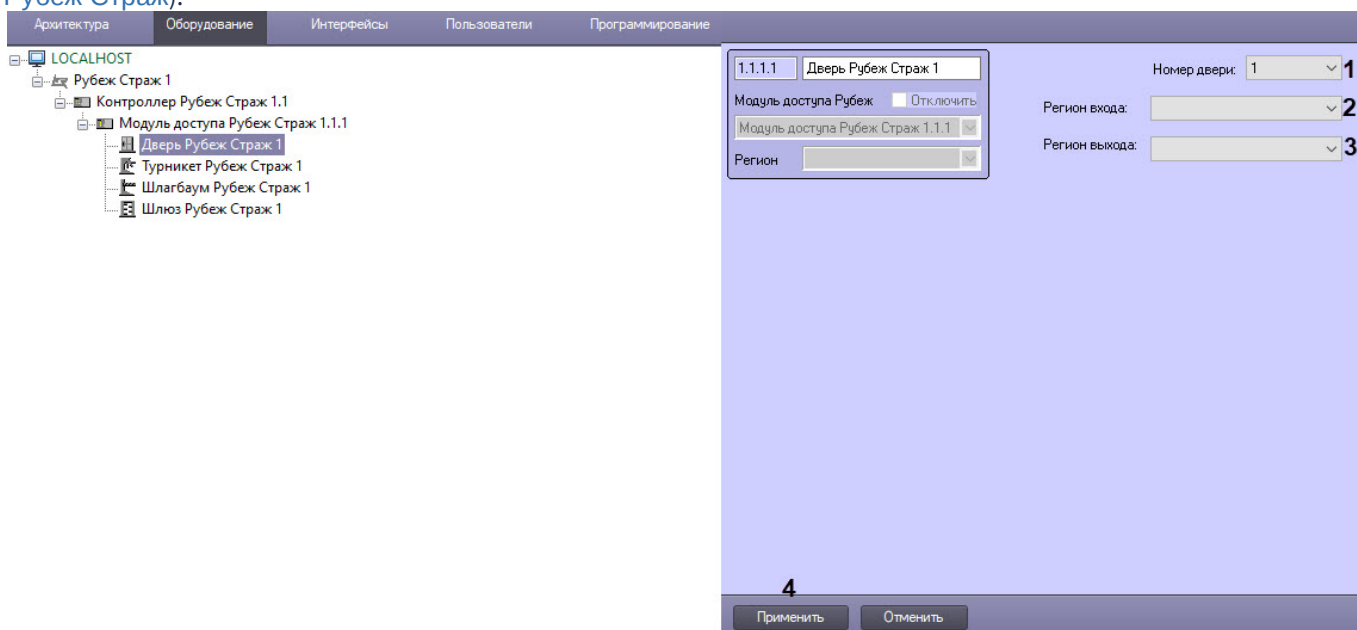 Рубеж Страж).
Архитектура Оборудование Интерфейсы Пользователи Программирование
LOCALHOST
Рубеж Страж 1
Контроллер Рубеж Страж 1.1
Модуль доступа Рубеж Страж 1.1.1
Дверь Рубеж Страж 1
Турникет Рубеж Страж 1
Шлагбаум Рубеж Страж 1
Шлюз Рубеж Страж 1
1.1.1.1 Дверь Рубеж Страж 1
Модуль доступа Рубеж Отключить
Модуль доступа Рубеж Страж 1.1.1
Регион
Номер двери: 1 1
Регион входа: 2
Регион выхода: 3
4
Применить Отменить